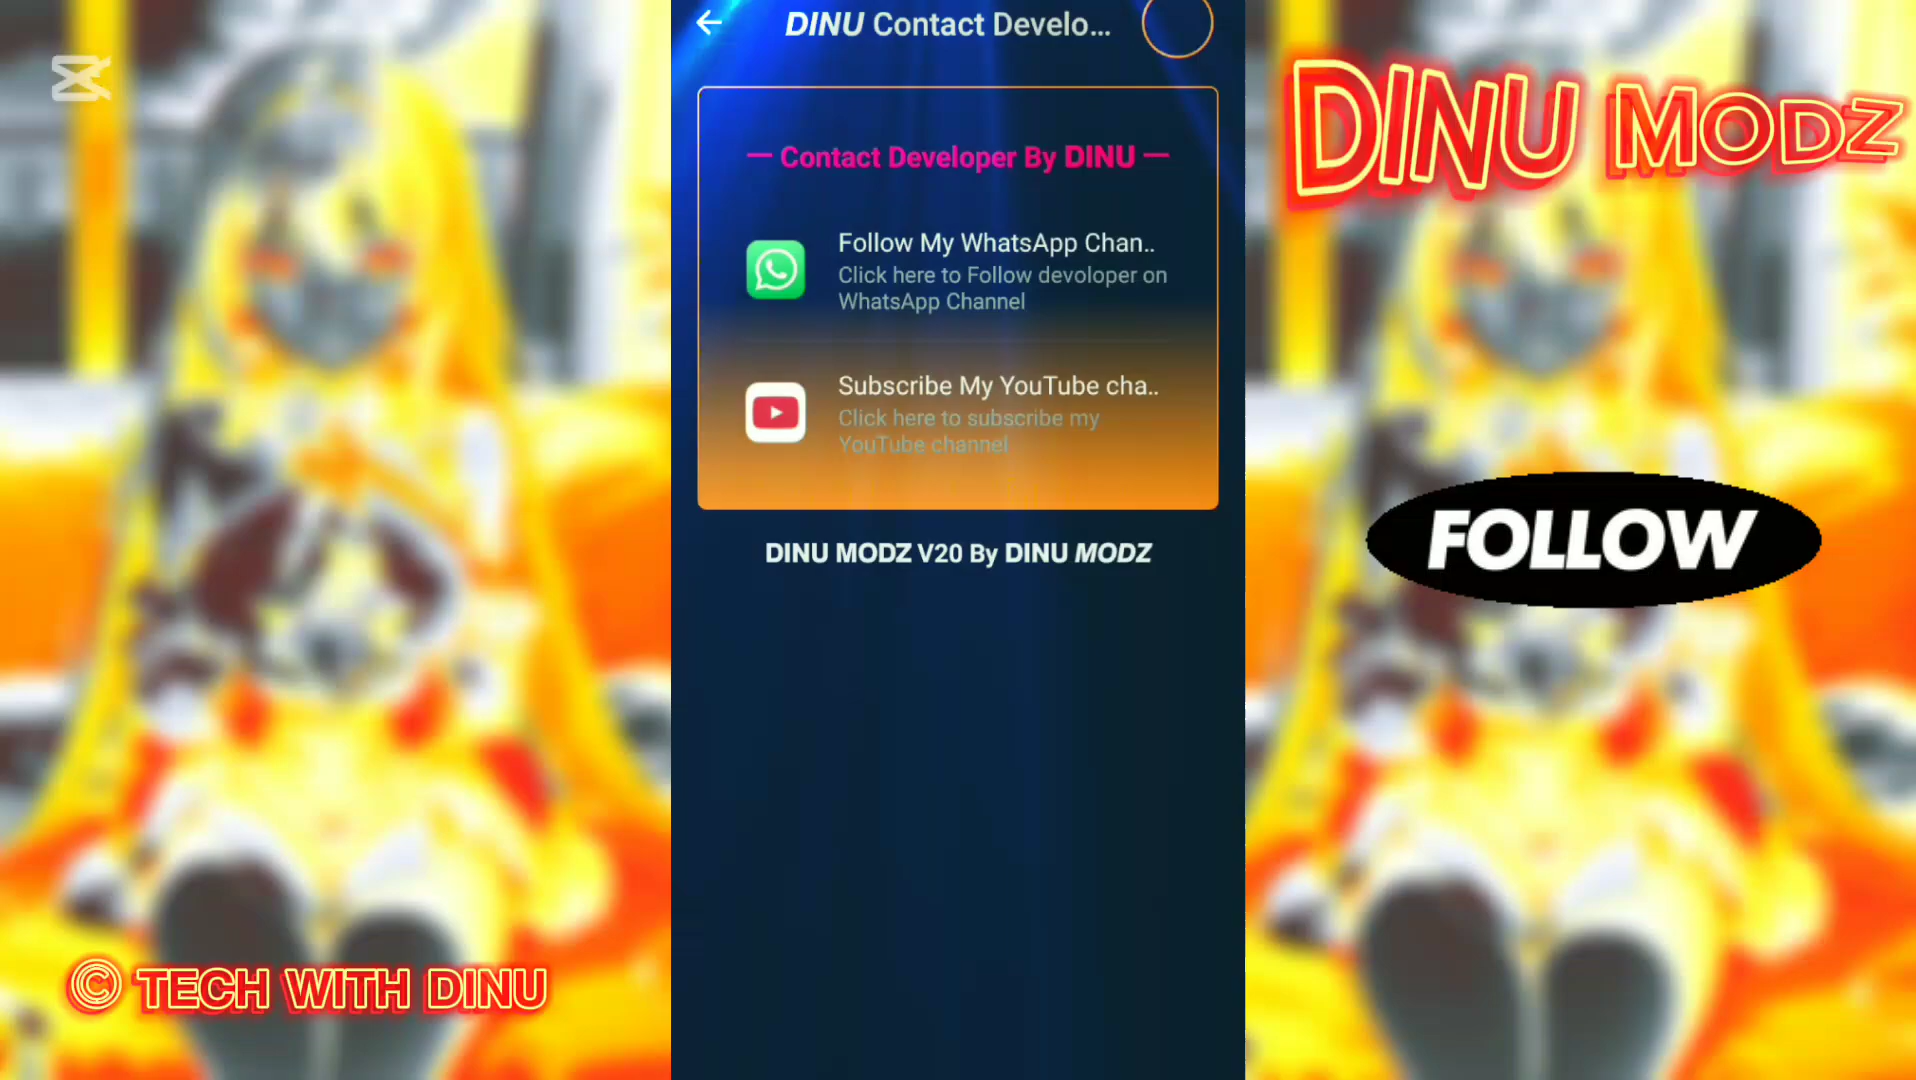 DINU Contact Develo...
DINU MODZ
— Contact Developer By DINU —
Follow My WhatsApp Chan..
Click here to Follow devoloper on
WhatsApp Channel
Subscribe My YouTube cha..
Click here to subscribe my
YouTube channel
FOLLOW
DINU MODZ V20 By DINU MODZ
© TECH WITH DINU